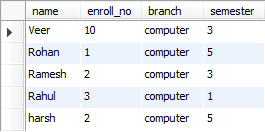 name enroll_no branch semester
Veer 10 computer 3
Rohan 1 computer 5
Ramesh 2 computer 3
Rahul 3 computer 1
harsh 2 computer 5